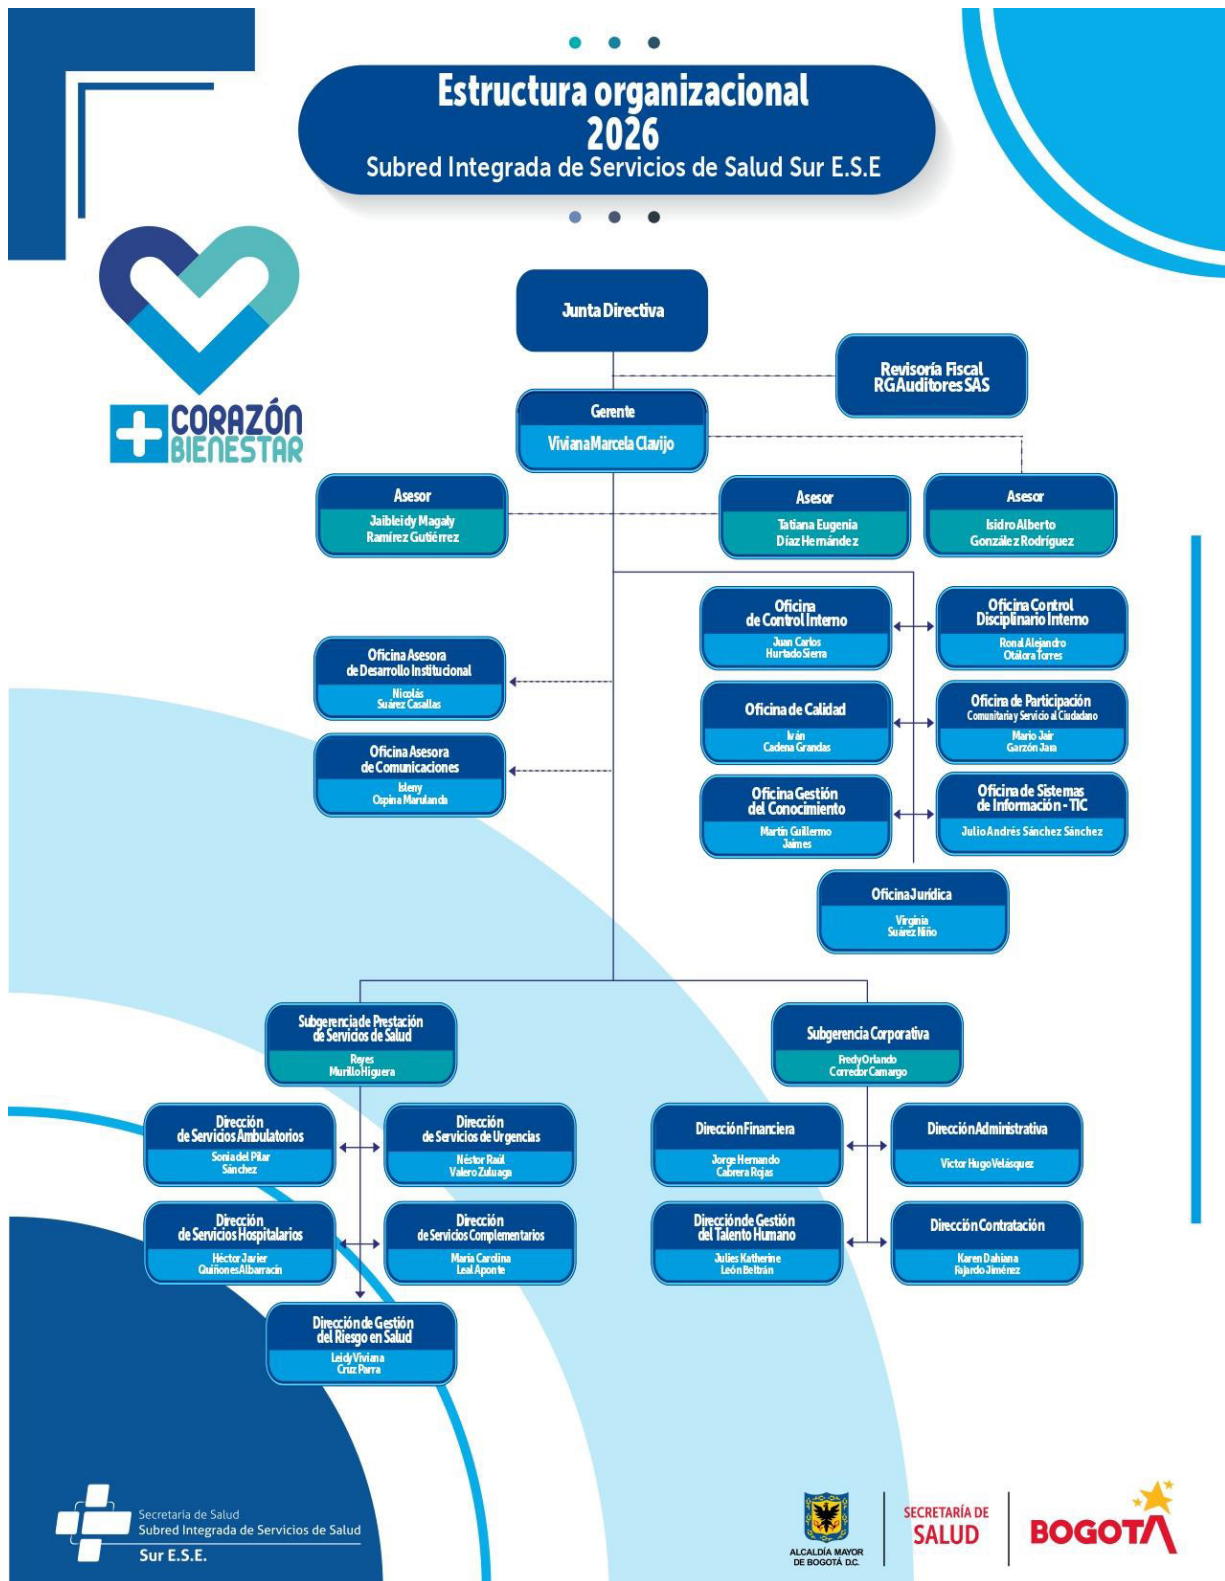 Estructura organizacional
2026
Subred Integrada de Servicios de Salud Sur E.S.E
CORAZÓN
BIENESTAR
Junta Directiva
Revisoría Fiscal
RG Auditores SAS
Gerente
Viviana Marcela Clavijo
Asesor
Jaibleidy Magaly
Ramírez Gutiérrez
Asesor
Tatiana Eugenia
Díaz Hernández
Asesor
Isidro Alberto
González Rodríguez
Oficina
de Control Interno
Juan Carlos
Hurtado Sierra
Oficina Control
Disciplinario Interno
Ronal Alejandro
Otálora Torres
Oficina Asesora
de Desarrollo Institucional
Nicolás
Suárez Casallas
Oficina de Calidad
Iván
Cadena Grandas
Oficina de Participación
Comunitaria y Servicio al Ciudadano
Mario Jair
Garzón Jara
Oficina Asesora
de Comunicaciones
Isleny
Ospina Marulanda
Oficina Gestión
del Conocimiento
Martín Guillermo
Jaimes
Oficina de Sistemas
de Información - TIC
Julio Andrés Sánchez Sánchez
Oficina Jurídica
Virginia
Suárez Niño
Subgerencia de Prestación
de Servicios de Salud
Reyes
Murillo Higuera
Subgerencia Corporativa
Fredy Orlando
Corredor Camargo
Dirección
de Servicios Ambulatorios
Sonia del Pilar
Sánchez
Dirección
de Servicios de Urgencias
Néstor Raúl
Valero Zuluaga
Dirección Financiera
Jorge Hernando
Cabrera Rojas
Dirección Administrativa
Victor Hugo Velásquez
Dirección
de Servicios Hospitalarios
Héctor Javier
Quiñones Albarracín
Dirección
de Servicios Complementarios
María Carolina
Leal Aponte
Dirección de Gestión
del Talento Humano
Julies Katherine
León Beltrán
Dirección Contratación
Karen Dahiana
Fajardo Jiménez
Dirección de Gestión
del Riesgo en Salud
Leidy Viviana
Cruz Parra
Secretaría de Salud
Subred Integrada de Servicios de Salud
Sur E.S.E.
ALCALDÍA MAYOR
DE BOGOTÁ D.C.
SECRETARÍA DE
SALUD
BOGOTÁ